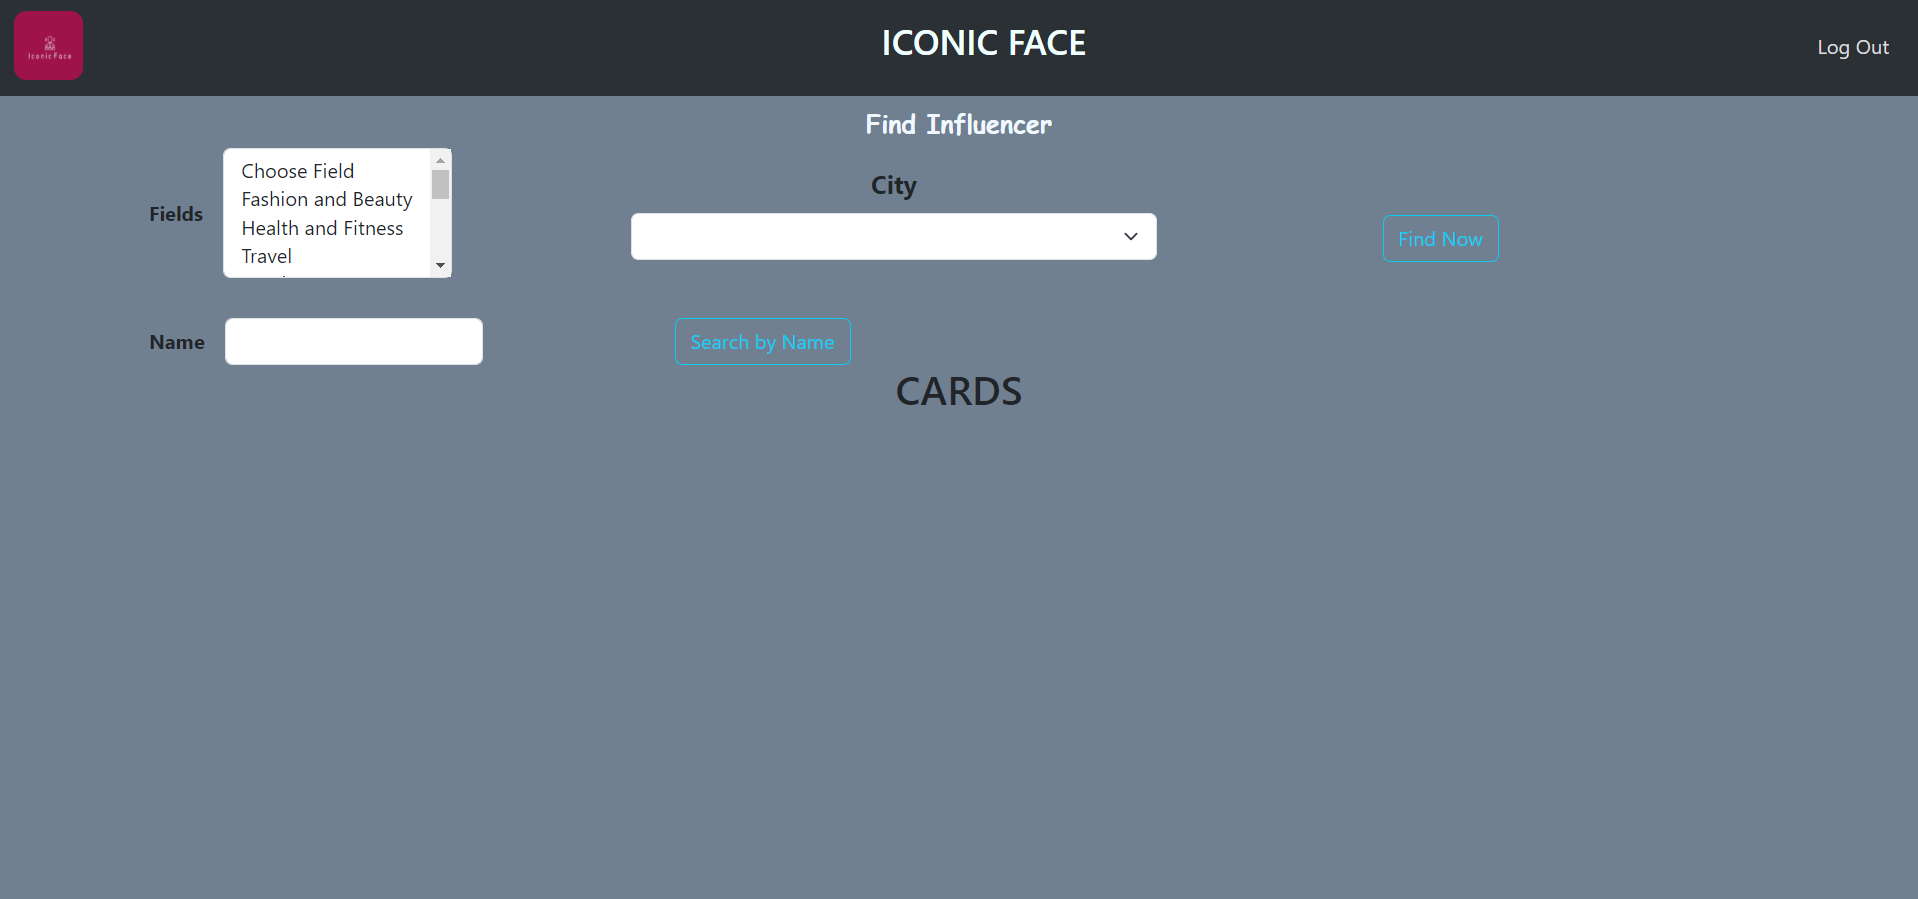 Iconic Face
ICONIC FACE
Log Out
Find Influencer
Fields
Choose Field
Fashion and Beauty
Health and Fitness
Travel
City
Find Now
Name
Search by Name
CARDS